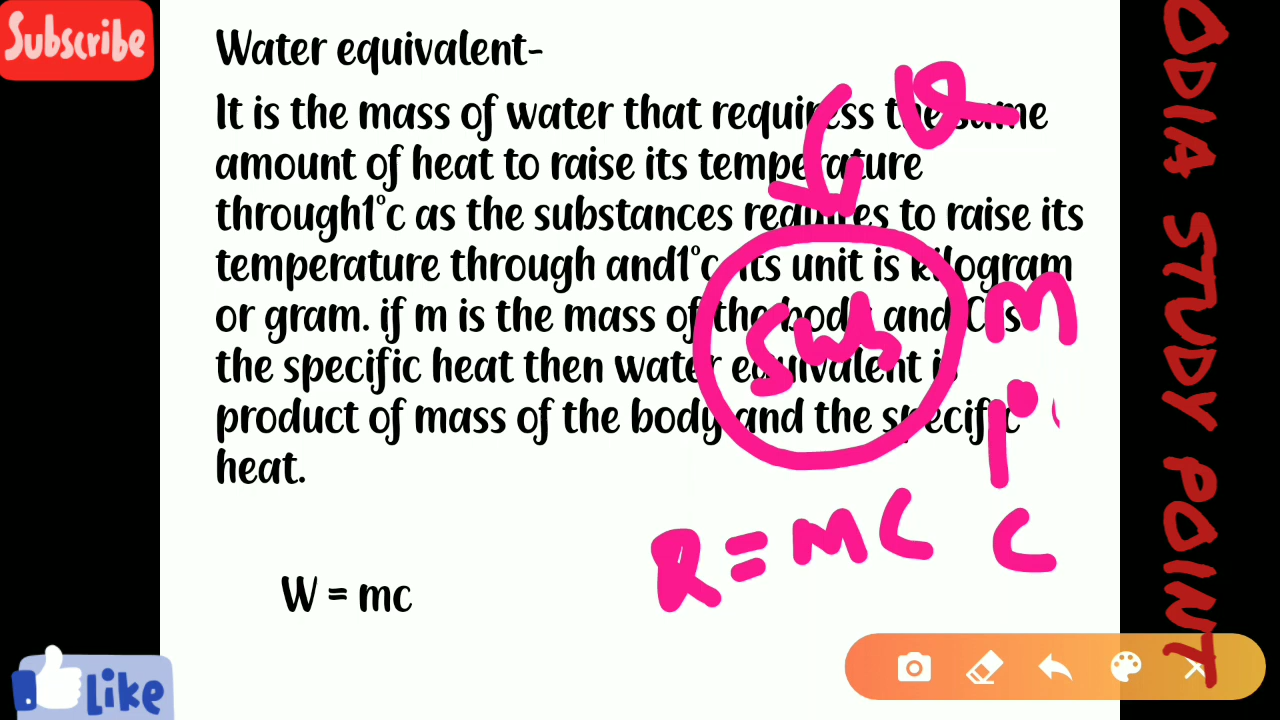 Subscribe
Water equivalent-
It is the mass of water that requiress the same
amount of heat to raise its temperature
through1°c as the substances requires to raise its
temperature through and1°c its unit is kilogram
or gram. if m is the mass of the body and C is
the specific heat then water equivalent is
product of mass of the body and the specific
heat.
W = mc
Q
Sub
m
1°
C
Q=mc
Like
ODIA STUDY POINT